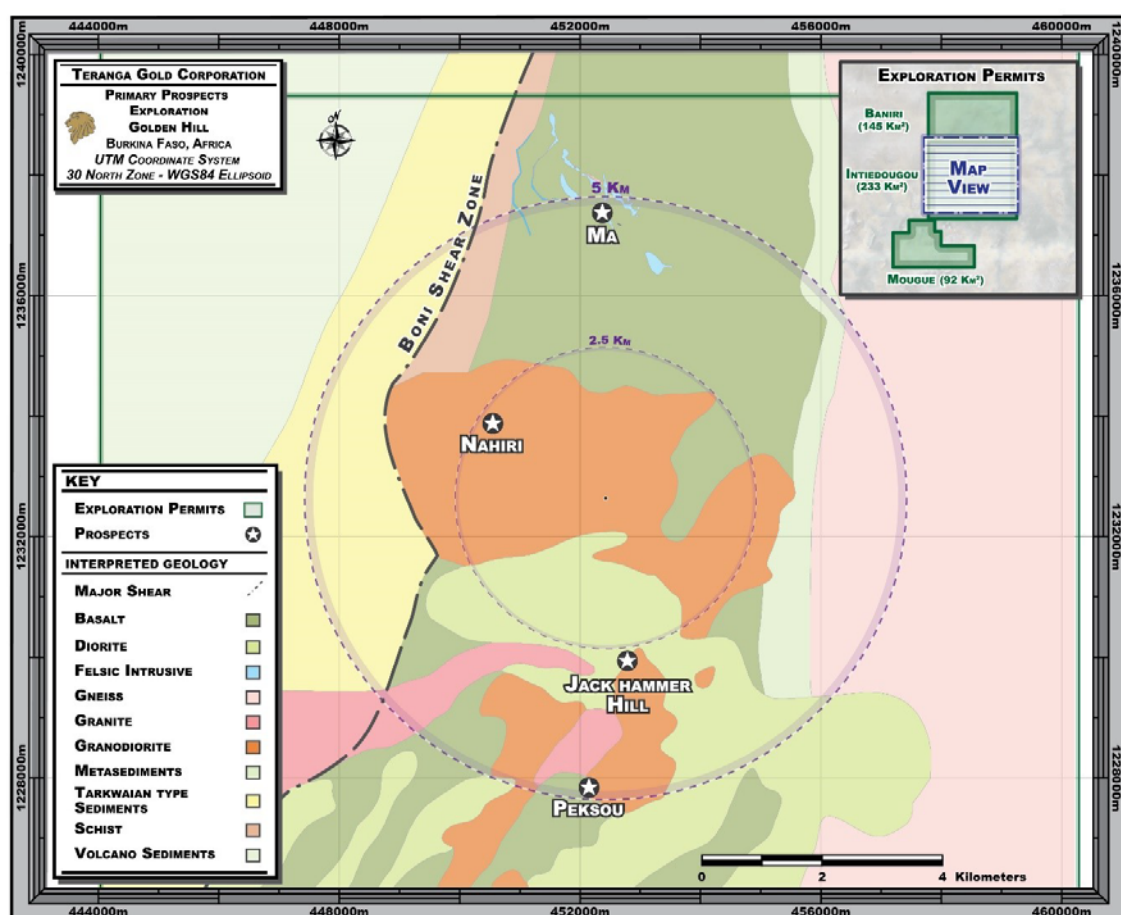 444000m 448000m 452000m 456000m 460000m
1240000m 1240000m
TERANGA GOLD CORPORATION
PRIMARY PROSPECTS
EXPLORATION
GOLDEN HILL
BURKINA FASO, AFRICA
UTM COORDINATE SYSTEM
30 NORTH ZONE - WGS84 ELLIPSOID
N
EXPLORATION PERMITS
BANIRI
(145 KM²)
INTIEDOUGOU
(233 KM²)
MAP
VIEW
MOUGUE (92 KM²)
BONI SHEAR ZONE
5 KM
MA
1236000m 1236000m
2.5 KM
NAHIRI
1232000m 1232000m
JACK HAMMER
HILL
1228000m 1228000m
PEKSOU
KEY
EXPLORATION PERMITS
PROSPECTS
INTERPRETED GEOLOGY
MAJOR SHEAR
BASALT
DIORITE
FELSIC INTRUSIVE
GNEISS
GRANITE
GRANODIORITE
METASEDIMENTS
TARKWAIAN TYPE
SEDIMENTS
SCHIST
VOLCANO SEDIMENTS
0 2 4 Kilometers
444000m 448000m 452000m 456000m 460000m